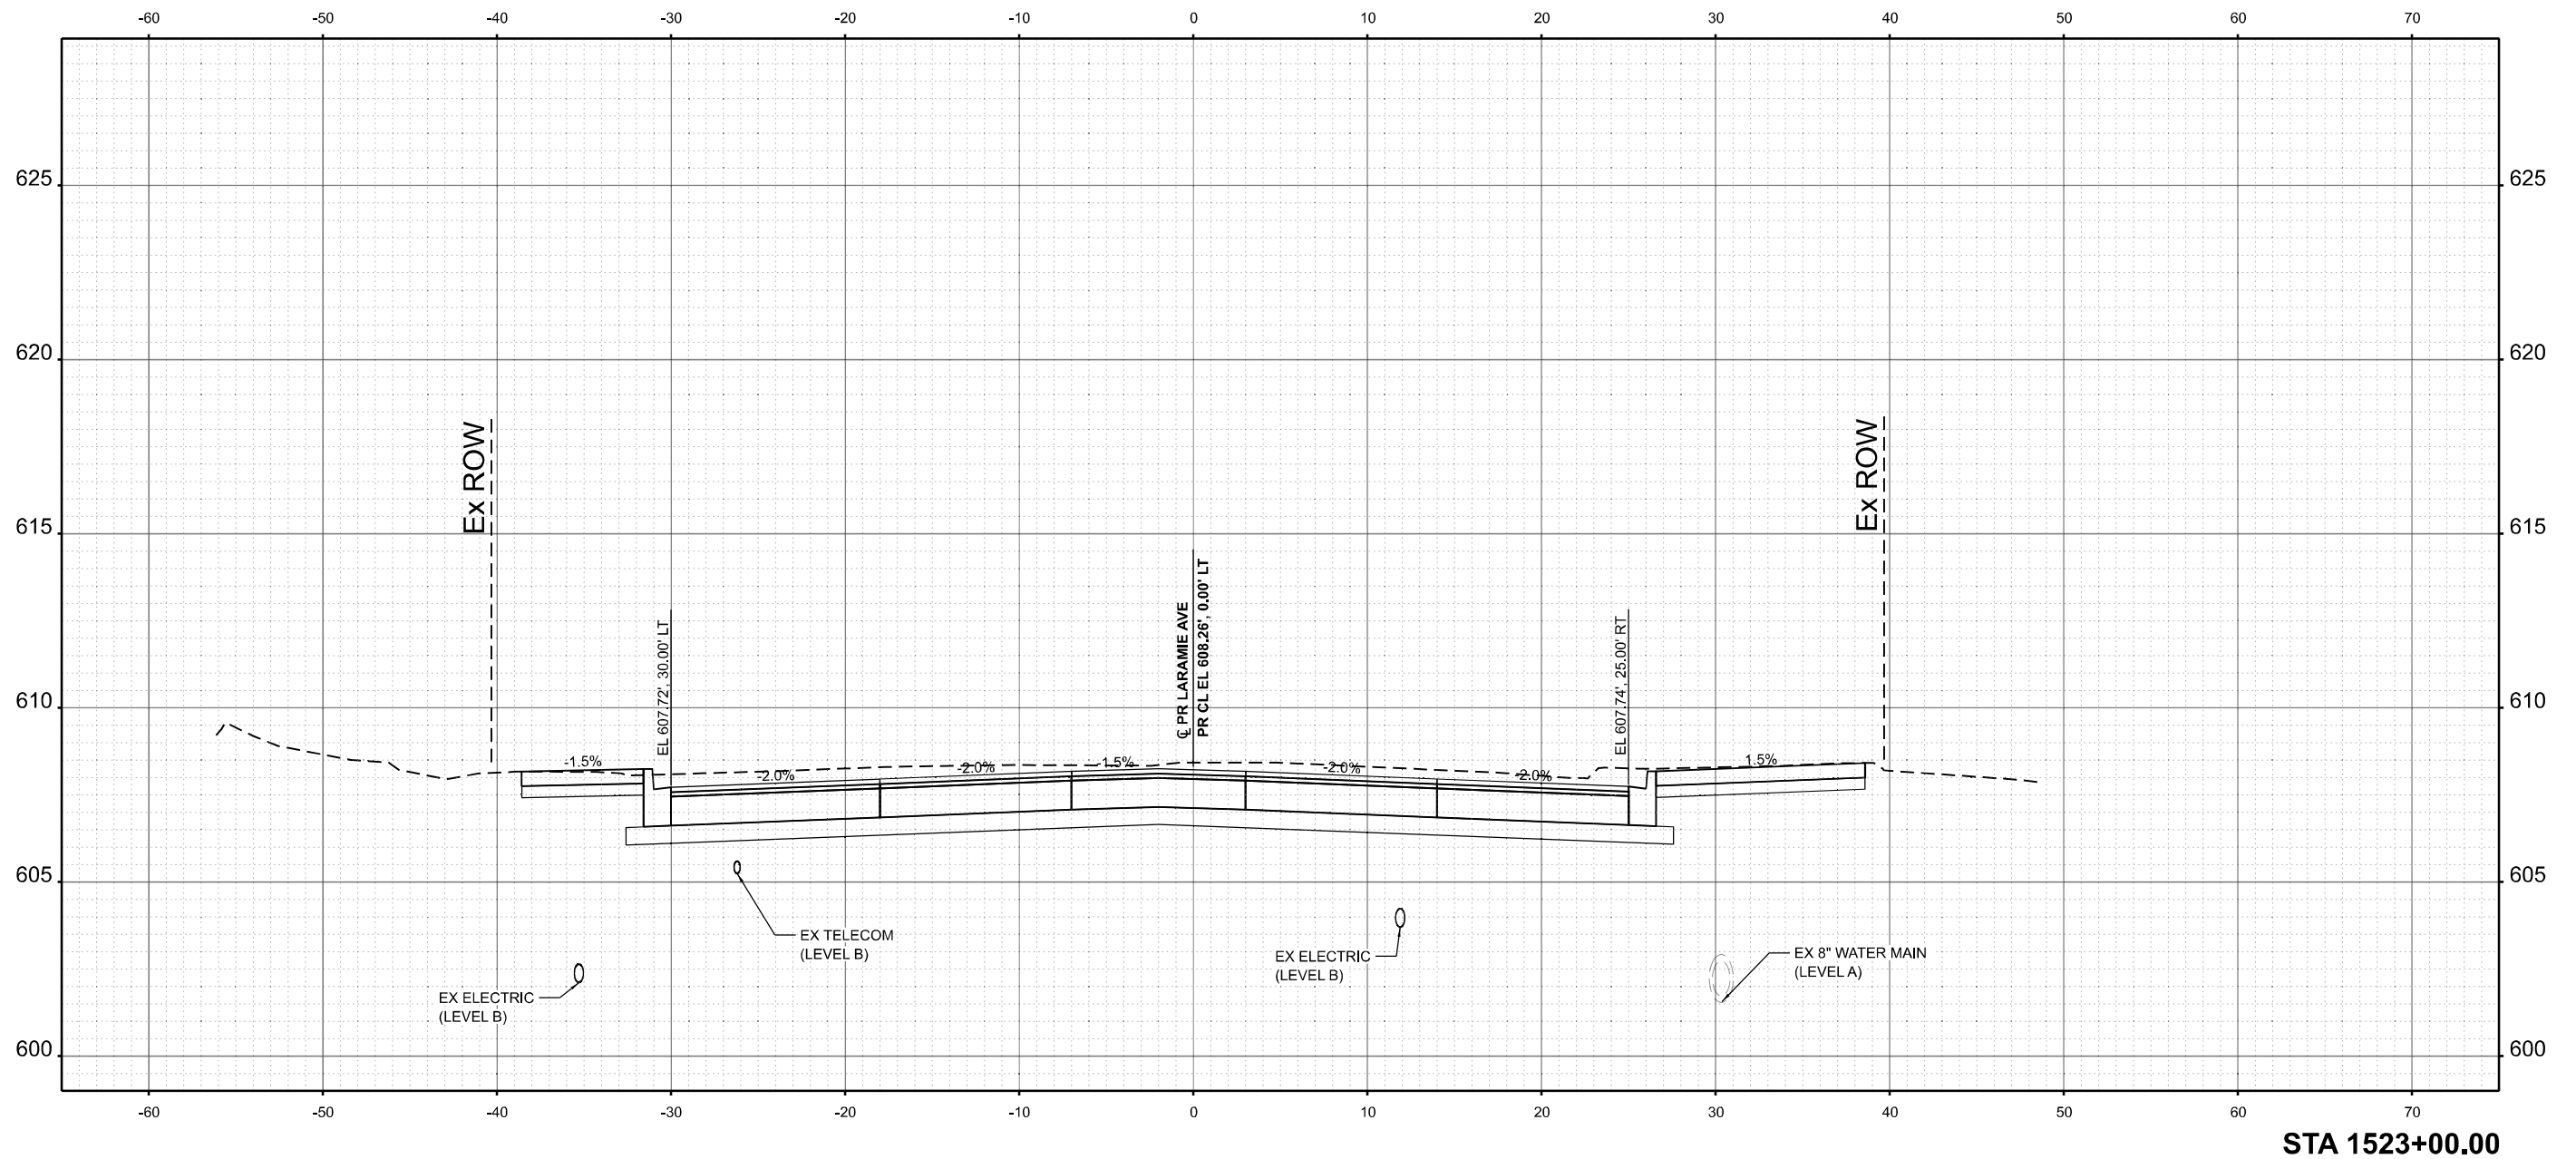 -60 -50 -40 -30 -20 -10 0 10 20 30 40 50 60 70
625 625
620 620
615 615
610 610
605 605
600 600
Ex ROW
Ex ROW
EL 607.72', 30.00' LT
℄ PR LARAMIE AVE
PR CL EL 608.26', 0.00' LT
EL 607.74', 25.00' RT
-1.5% -2.0% -2.0% -1.5% -2.0% -2.0% 1.5%
EX TELECOM
(LEVEL B)
EX ELECTRIC
(LEVEL B)
EX 8" WATER MAIN
(LEVEL A)
EX ELECTRIC
(LEVEL B)
-60 -50 -40 -30 -20 -10 0 10 20 30 40 50 60 70
STA 1523+00.00